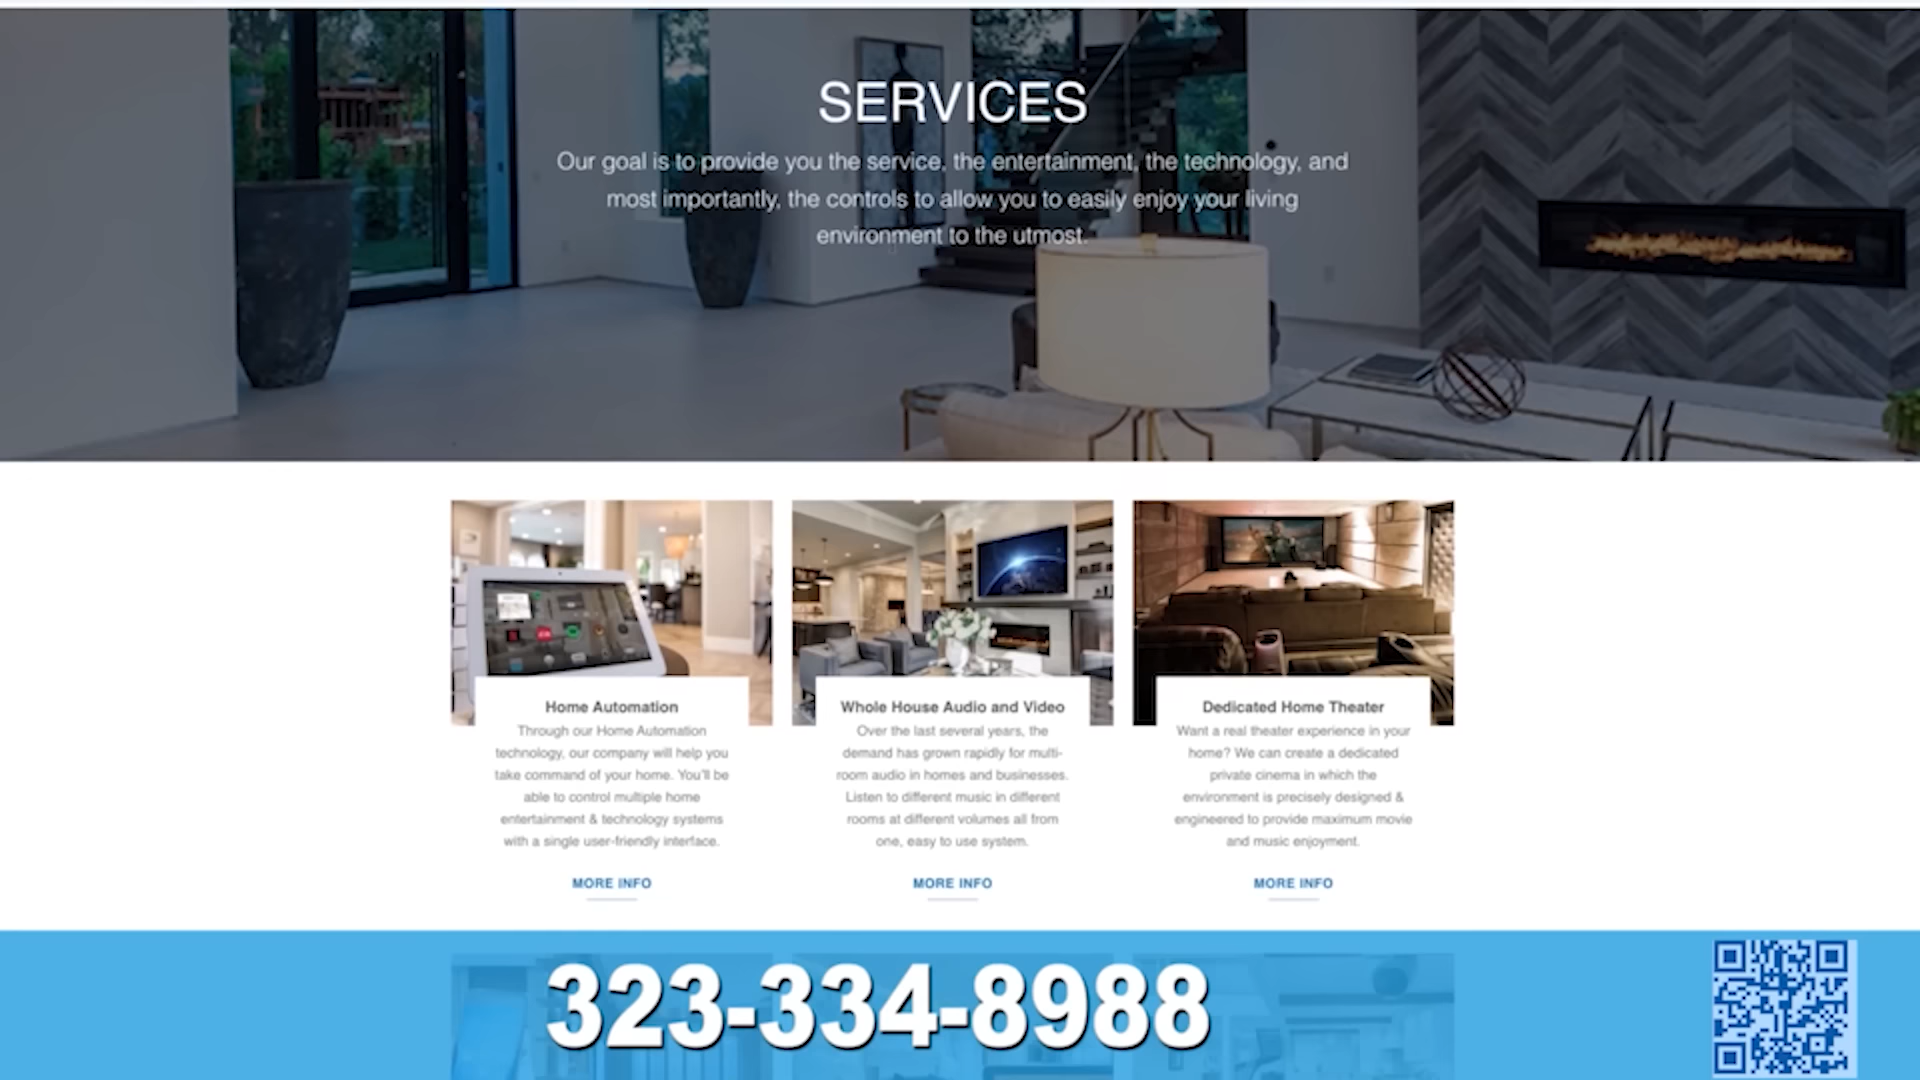 SERVICES
Our goal is to provide you the service, the entertainment, the technology, and
most importantly, the controls to allow you to easily enjoy your living
environment to the utmost.
Home Automation
Through our Home Automation
technology, our company will help you
take command of your home. You'll be
able to control multiple home
entertainment & technology systems
with a single user-friendly interface.
MORE INFO
Whole House Audio and Video
Over the last several years, the
demand has grown rapidly for multi-
room audio in homes and businesses.
Listen to different music in different
rooms at different volumes all from
one, easy to use system.
MORE INFO
Dedicated Home Theater
Want a real theater experience in your
home? We can create a dedicated
private cinema in which the
environment is precisely designed &
engineered to provide maximum movie
and music enjoyment.
MORE INFO
323-334-8988